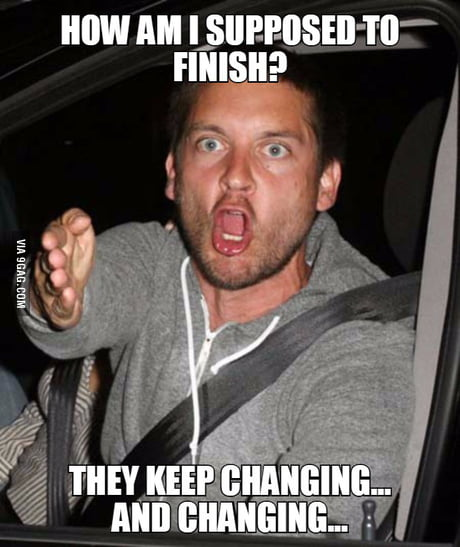 HOW AM I SUPPOSED TO
FINISH?
VIA 9GAG.COM
THEY KEEP CHANGING...
AND CHANGING...